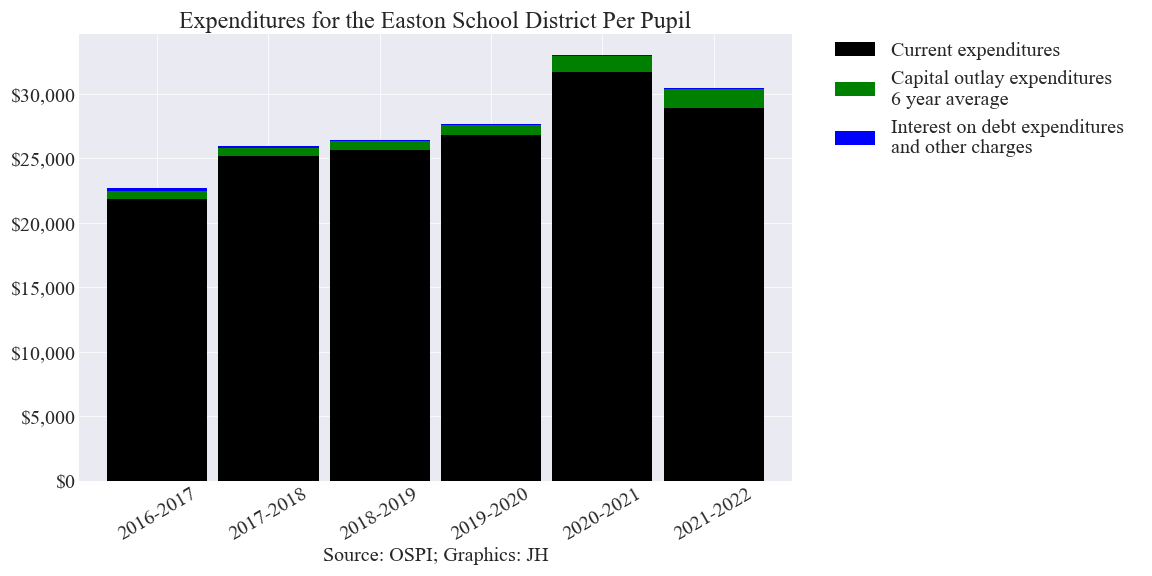 Expenditures for the Easton School District Per Pupil
$30,000
$25,000
$20,000
$15,000
$10,000
$5,000
$0
2016-2017
2017-2018
2018-2019
2019-2020
2020-2021
2021-2022
Source: OSPI; Graphics: JH
Current expenditures
Capital outlay expenditures
6 year average
Interest on debt expenditures
and other charges